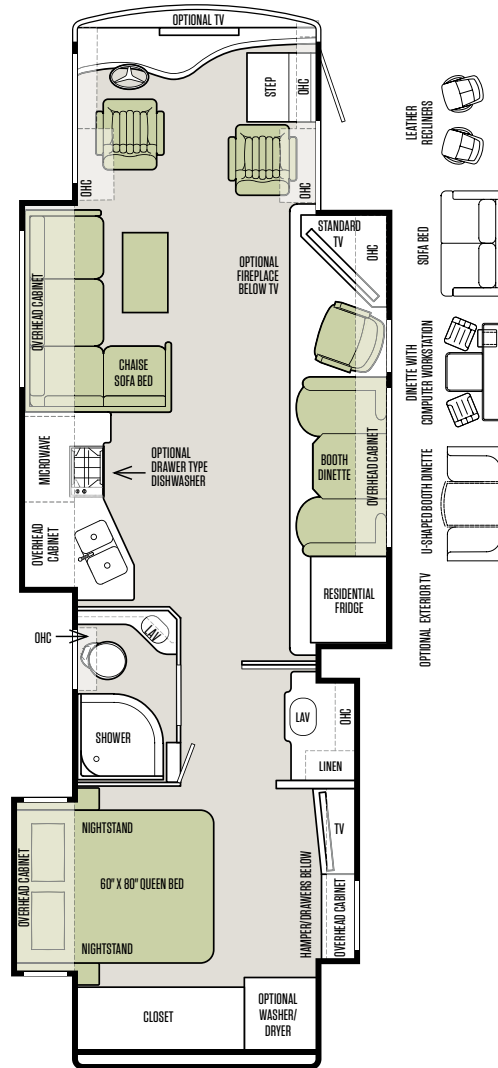 OPTIONAL TV
STEP
OHC
OHC
OHC
LEATHER
RECLINERS
STANDARD
TV
OHC
OPTIONAL
FIREPLACE
BELOW TV
SOFA BED
OVERHEAD CABINET
CHAISE
SOFA BED
DINETTE WITH
COMPUTER WORKSTATION
MICROWAVE
OPTIONAL
DRAWER TYPE
DISHWASHER
BOOTH
DINETTE
OVERHEAD CABINET
U-SHAPED BOOTH DINETTE
OVERHEAD
CABINET
RESIDENTIAL
FRIDGE
OPTIONAL EXTERIOR TV
OHC
LAV
LAV
OHC
SHOWER
LINEN
NIGHTSTAND
TV
OVERHEAD CABINET
60" X 80" QUEEN BED
HAMPER/DRAWERS BELOW
OVERHEAD CABINET
NIGHTSTAND
CLOSET
OPTIONAL
WASHER/
DRYER